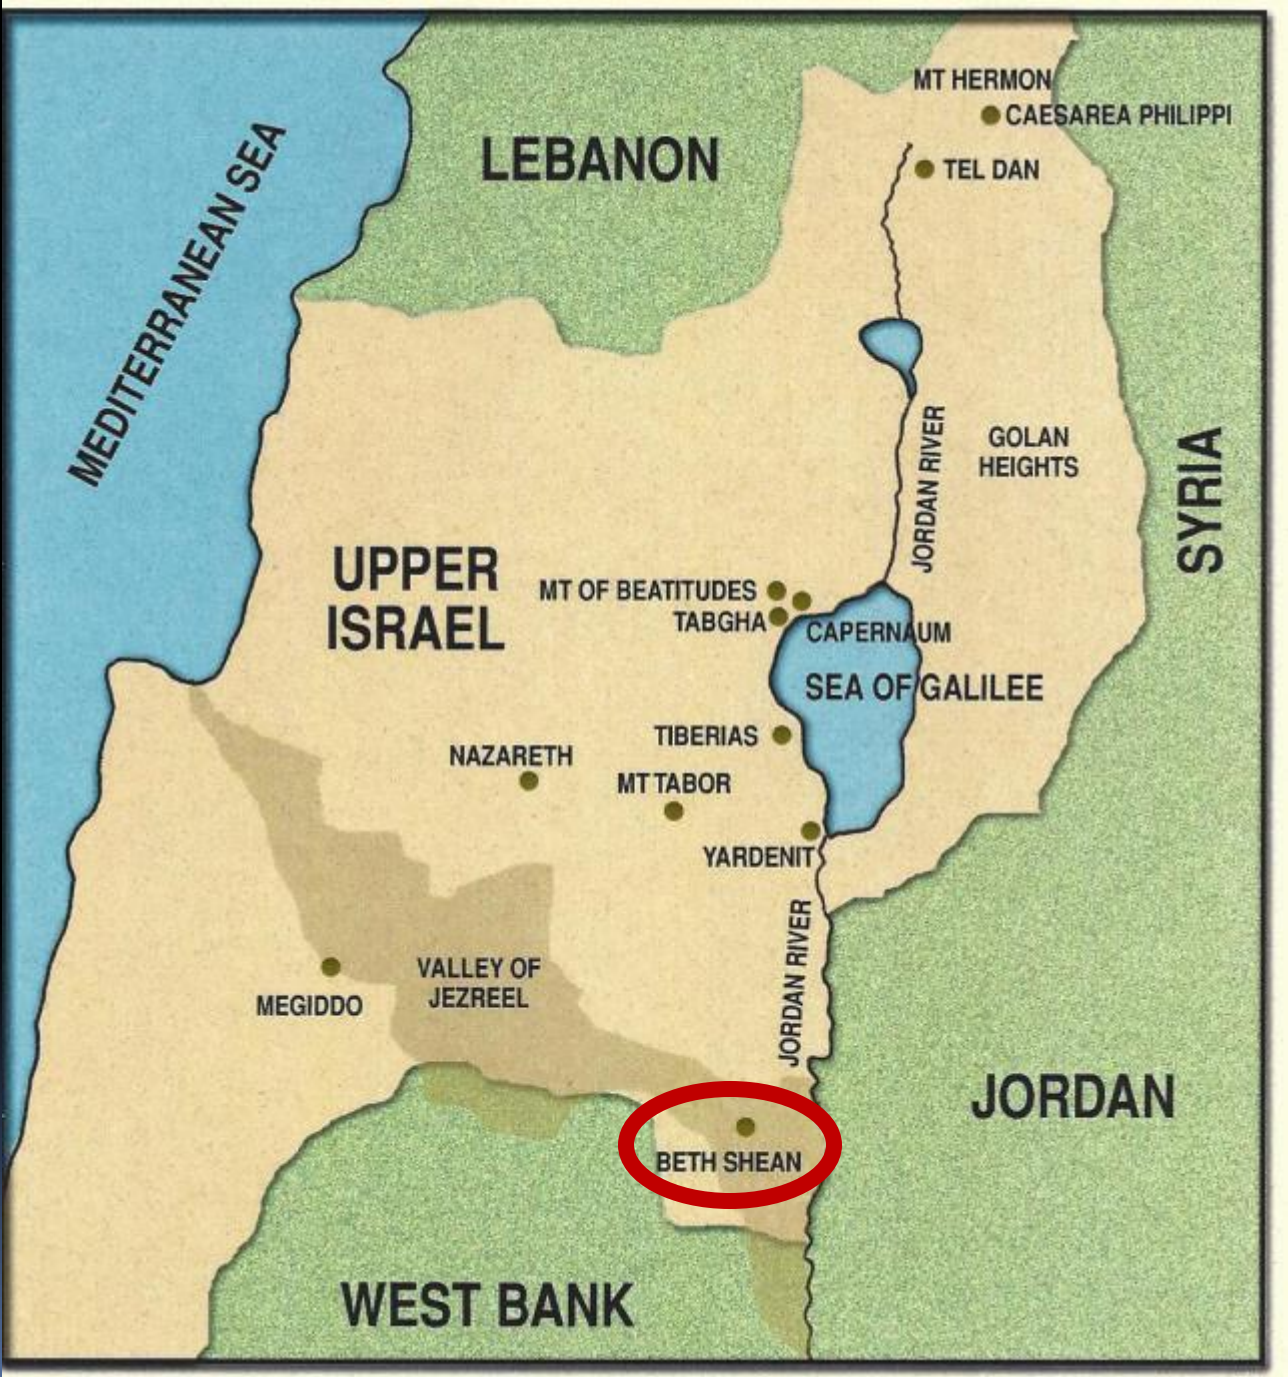 MT HERMON
CAESAREA PHILIPPI
LEBANON
TEL DAN
MEDITERRANEAN SEA
JORDAN RIVER
GOLAN
HEIGHTS
SYRIA
UPPER
ISRAEL
MT OF BEATITUDES
TABGHA
CAPERNAUM
SEA OF GALILEE
TIBERIAS
NAZARETH
MT TABOR
YARDENIT
JORDAN RIVER
VALLEY OF
JEZREEL
MEGIDDO
JORDAN
BETH SHEAN
WEST BANK